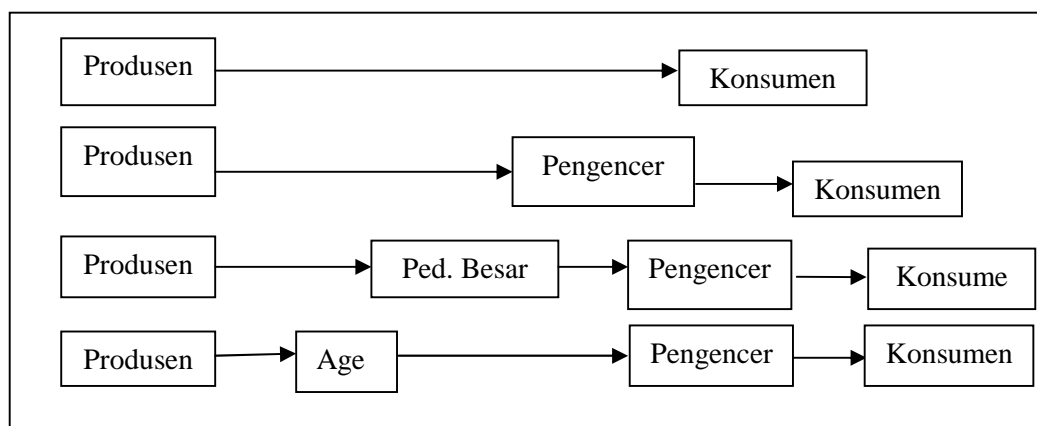 Produsen Konsumen
Produsen Pengencer Konsumen
Produsen Ped. Besar Pengencer Konsume
Produsen Age Pengencer Konsumen